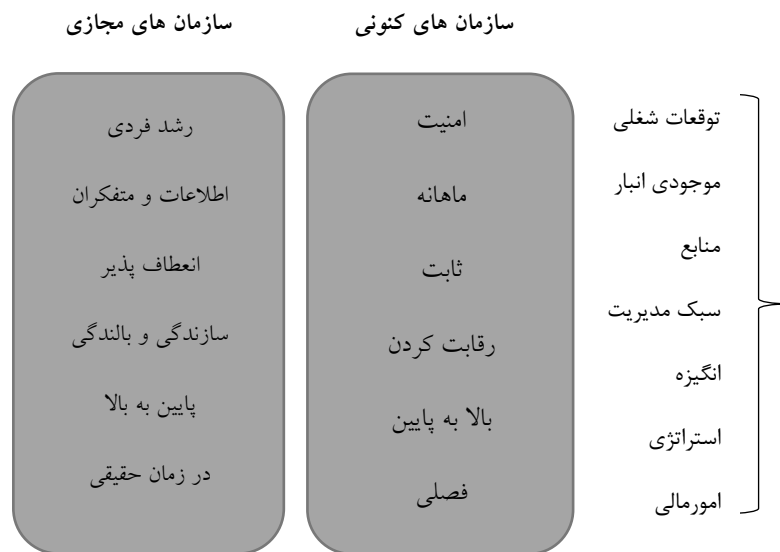 سازمان های کنونی
سازمان های مجازی
توقعات شغلی
موجودی انبار
منابع
سبک مدیریت
انگیزه
استراتژی
امورمالی
امنیت
ماهانه
ثابت
رقابت کردن
بالا به پایین
فصلی
رشد فردی
اطلاعات و متفکران
انعطاف پذیر
سازندگی و بالندگی
پایین به بالا
در زمان حقیقی